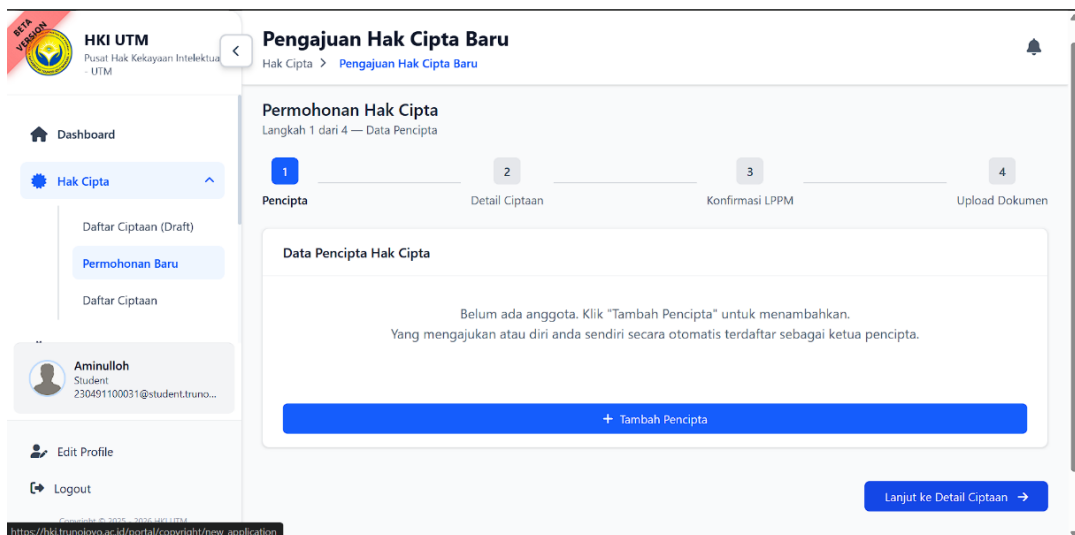 BETA
VERSION
HKI UTM
Pusat Hak Kekayaan Intelektua
- UTM
Dashboard
Hak Cipta
Daftar Ciptaan (Draft)
Permohonan Baru
Daftar Ciptaan
Aminulloh
Student
230491100031@student.truno...
Edit Profile
Logout
Copyright © 2025 - 2026 HKI UTM
https://hki.trunojoyo.ac.id/portal/copyright/new_application
Pengajuan Hak Cipta Baru
Hak Cipta > Pengajuan Hak Cipta Baru
Permohonan Hak Cipta
Langkah 1 dari 4 — Data Pencipta
1 2 3 4
Pencipta Detail Ciptaan Konfirmasi LPPM Upload Dokumen
Data Pencipta Hak Cipta
Belum ada anggota. Klik "Tambah Pencipta" untuk menambahkan.
Yang mengajukan atau diri anda sendiri secara otomatis terdaftar sebagai ketua pencipta.
+ Tambah Pencipta
Lanjut ke Detail Ciptaan →